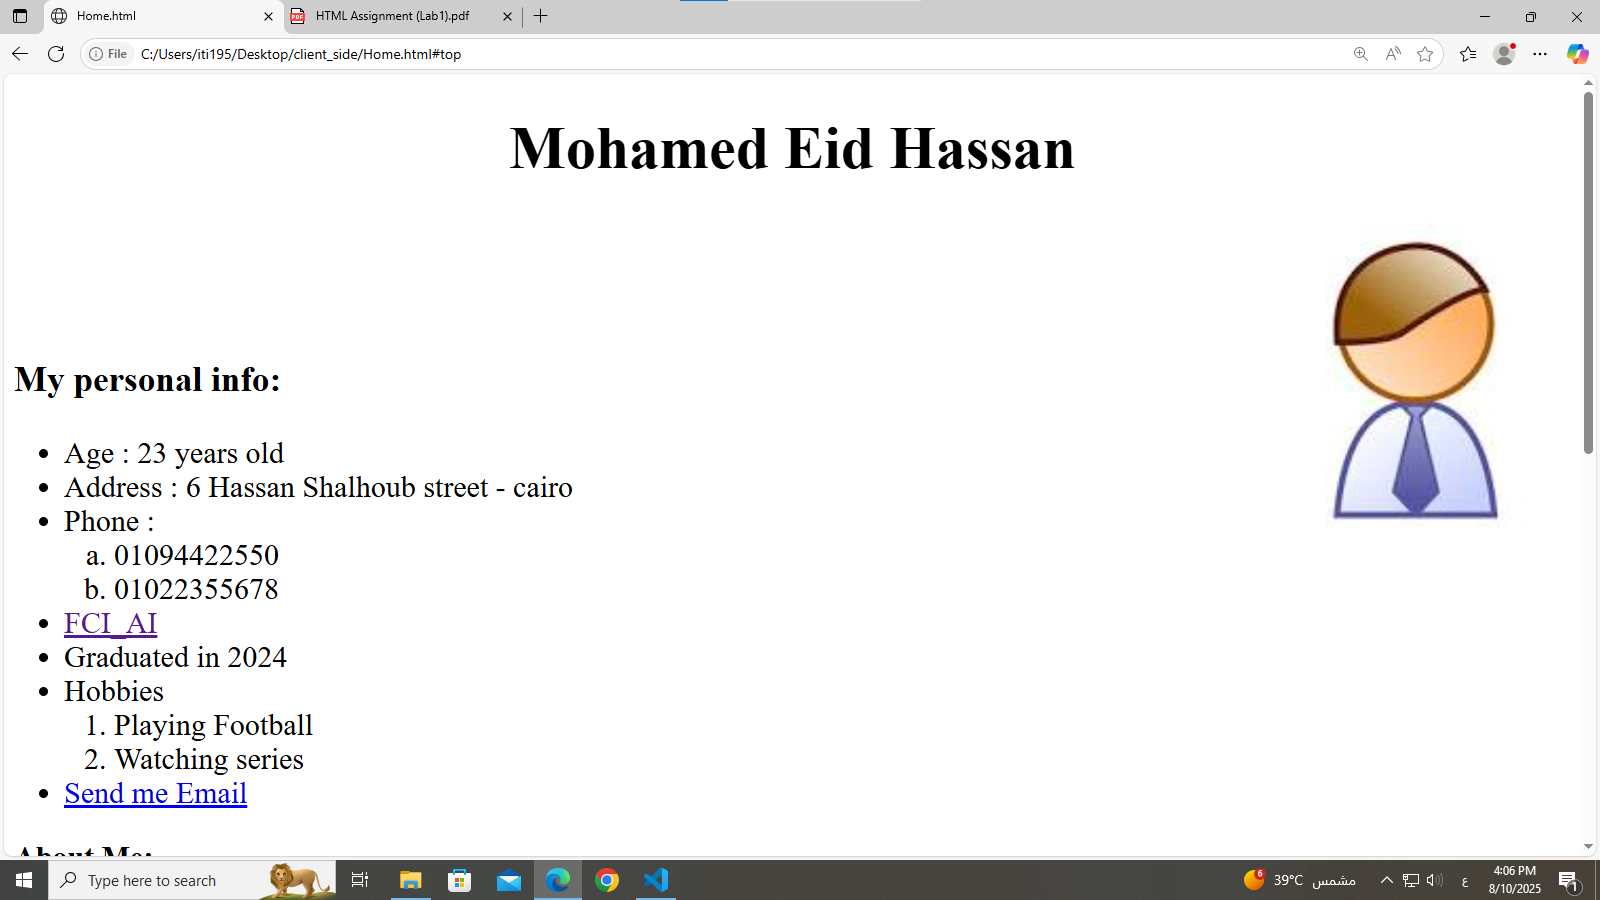 Home.html
HTML Assignment (Lab1).pdf
File
C:/Users/iti195/Desktop/client_side/Home.html#top
Mohamed Eid Hassan
My personal info:
• Age : 23 years old
• Address : 6 Hassan Shalhoub street - cairo
• Phone :
a. 01094422550
b. 01022355678
• FCI_AI
• Graduated in 2024
• Hobbies
1. Playing Football
2. Watching series
• Send me Email
About Me:
Type here to search
6
39°C مشمس
ع
4:06 PM
8/10/2025
1